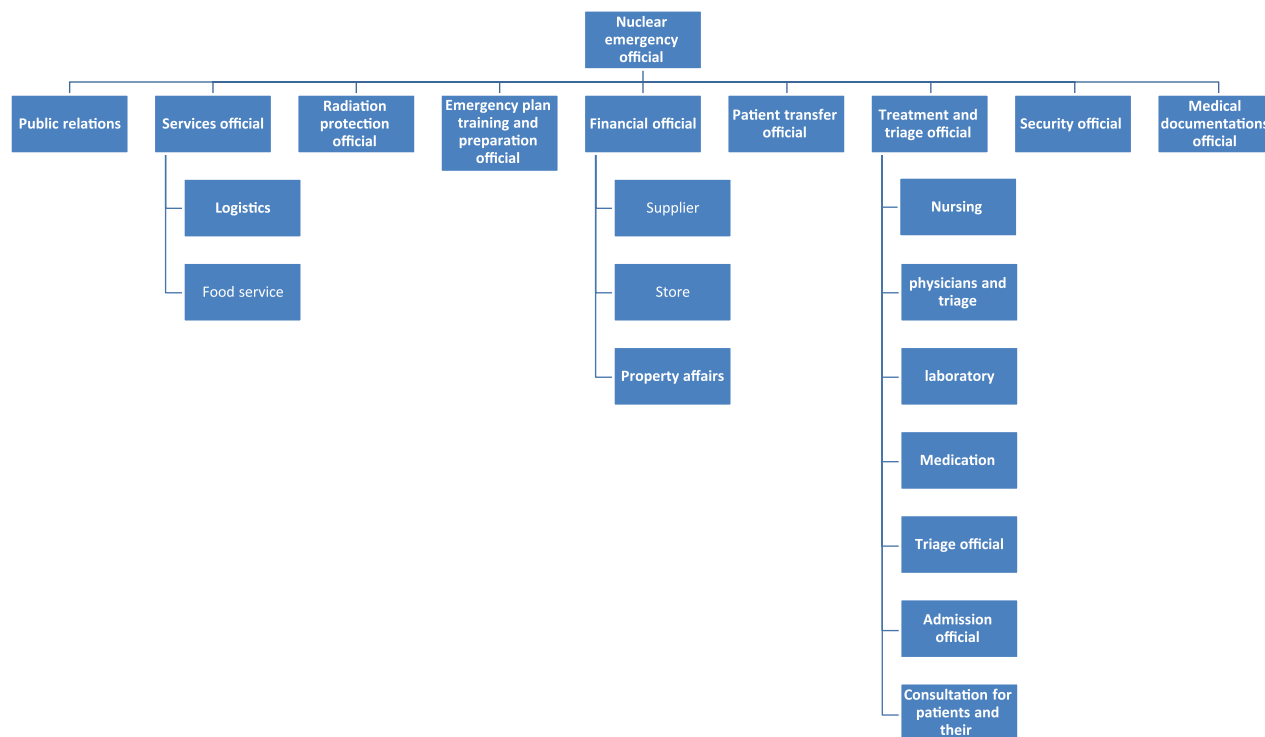 Nuclear
emergency
official
Public relations
Services official
Radiation
protection
official
Emergency plan
training and
preparation
official
Financial official
Patient transfer
official
Treatment and
triage official
Security official
Medical
documentations
official
Logistics
Food service
Supplier
Store
Property affairs
Nursing
physicians and
triage
laboratory
Medication
Triage official
Admission
official
Consultation for
patients and
their